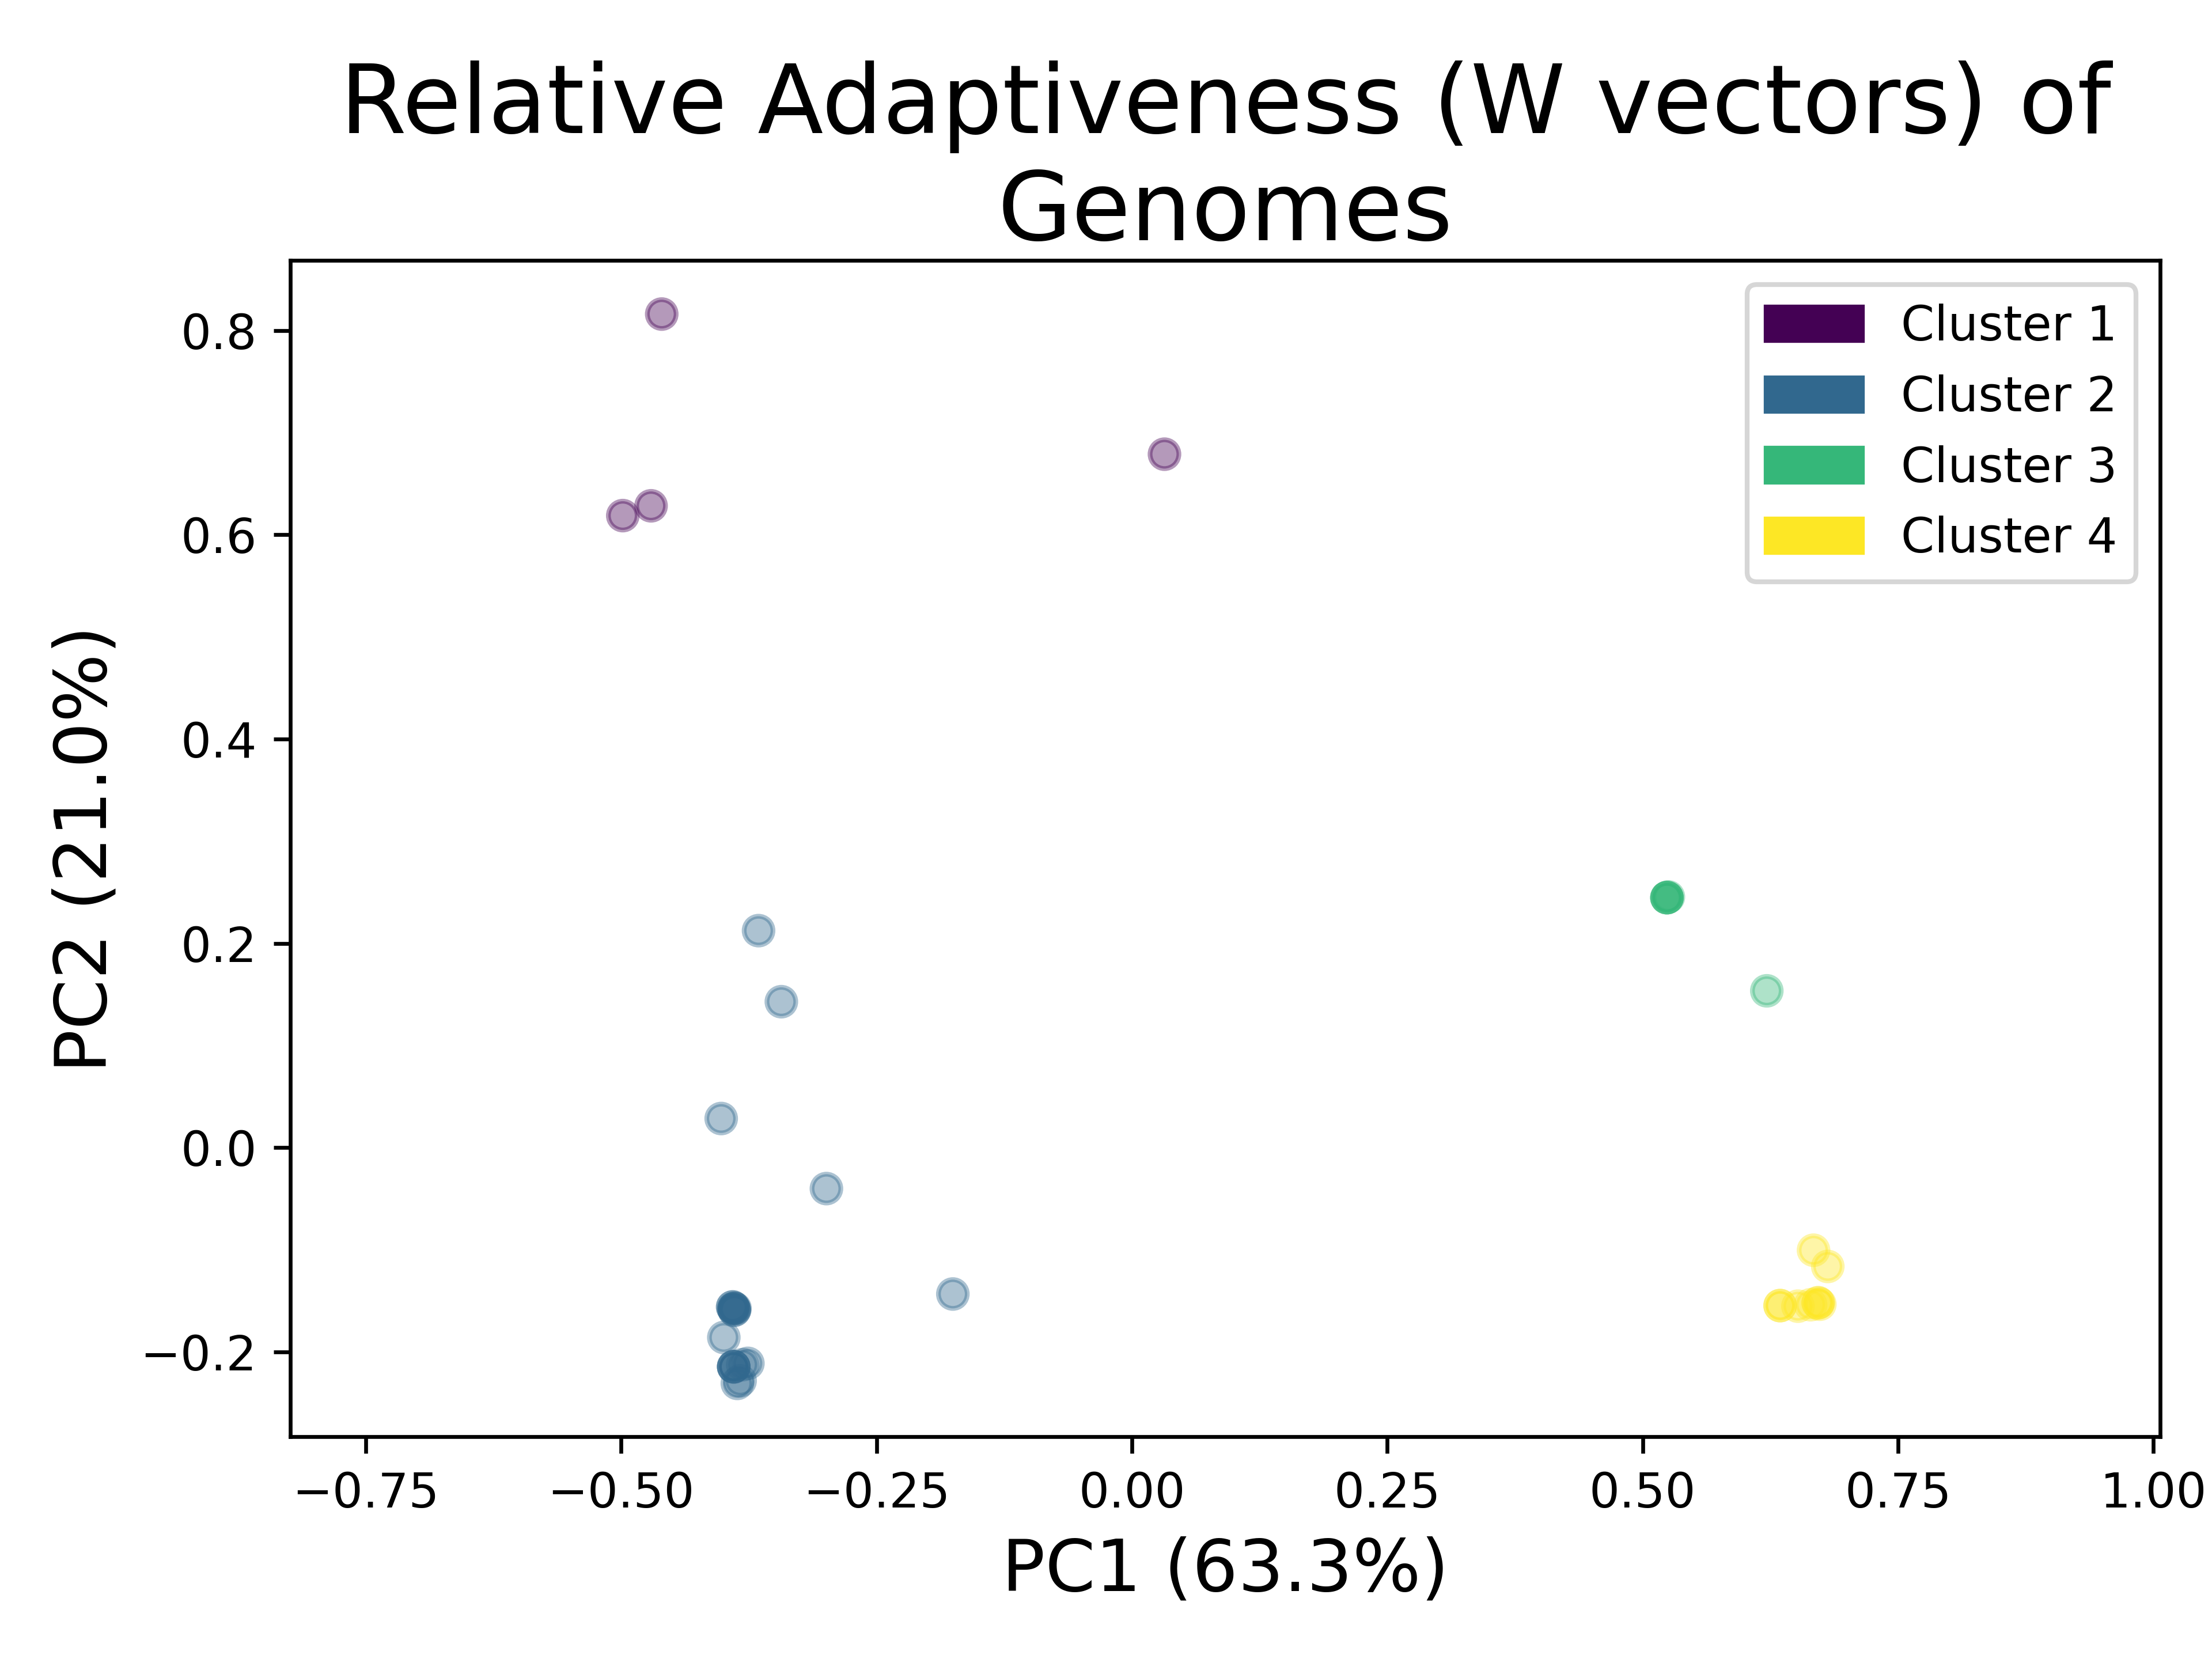 Relative Adaptiveness (W vectors) of
Genomes
Cluster 1
Cluster 2
Cluster 3
Cluster 4
PC2 (21.0%)
0.8
0.6
0.4
0.2
0.0
−0.2
−0.75 −0.50 −0.25 0.00 0.25 0.50 0.75 1.00
PC1 (63.3%)